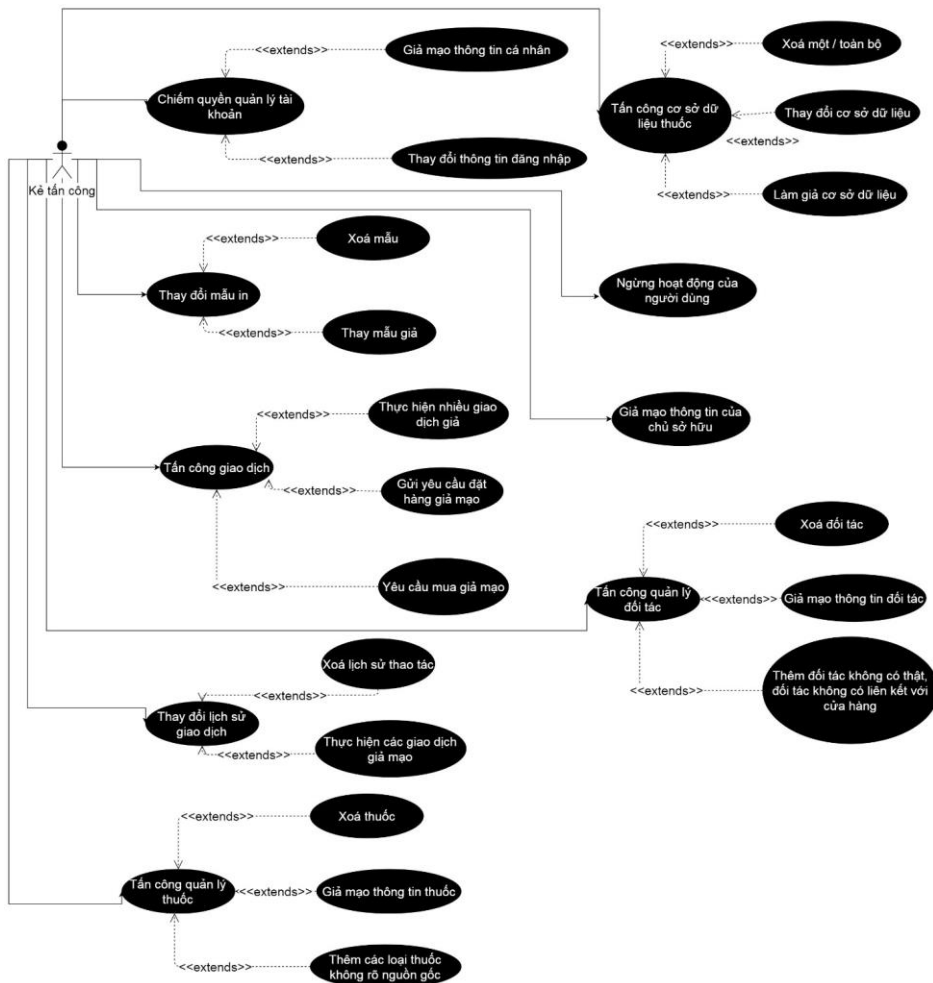 <<extends>>
Giả mạo thông tin cá nhân
Chiếm quyền quản lý tài
khoản
<<extends>>
Thay đổi thông tin đăng nhập
<<extends>>
Xoá một / toàn bộ
Tấn công cơ sở dữ
liệu thuốc
Thay đổi cơ sở dữ liệu
<<extends>>
<<extends>>
Làm giả cơ sở dữ liệu
Kẻ tấn công
<<extends>>
Xoá mẫu
Thay đổi mẫu in
<<extends>>
Thay mẫu giả
Ngừng hoạt động của
người dùng
<<extends>>
Thực hiện nhiều giao
dịch giả
Giả mạo thông tin của
chủ sở hữu
Tấn công giao dịch
<<extends>>
Gửi yêu cầu đặt
hàng giả mạo
<<extends>>
Yêu cầu mua giả mạo
<<extends>>
Xoá đối tác
Tấn công quản lý
đối tác
<<extends>>
Giả mạo thông tin đối tác
<<extends>>
Thêm đối tác không có thật,
đối tác không có liên kết với
cửa hàng
Xoá lịch sử thao tác
<<extends>>
Thay đổi lịch sử
giao dịch
<<extends>>
Thực hiện các giao dịch
giả mạo
<<extends>>
Xoá thuốc
Tấn công quản lý
thuốc
<<extends>>
Giả mạo thông tin thuốc
<<extends>>
Thêm các loại thuốc
không rõ nguồn gốc